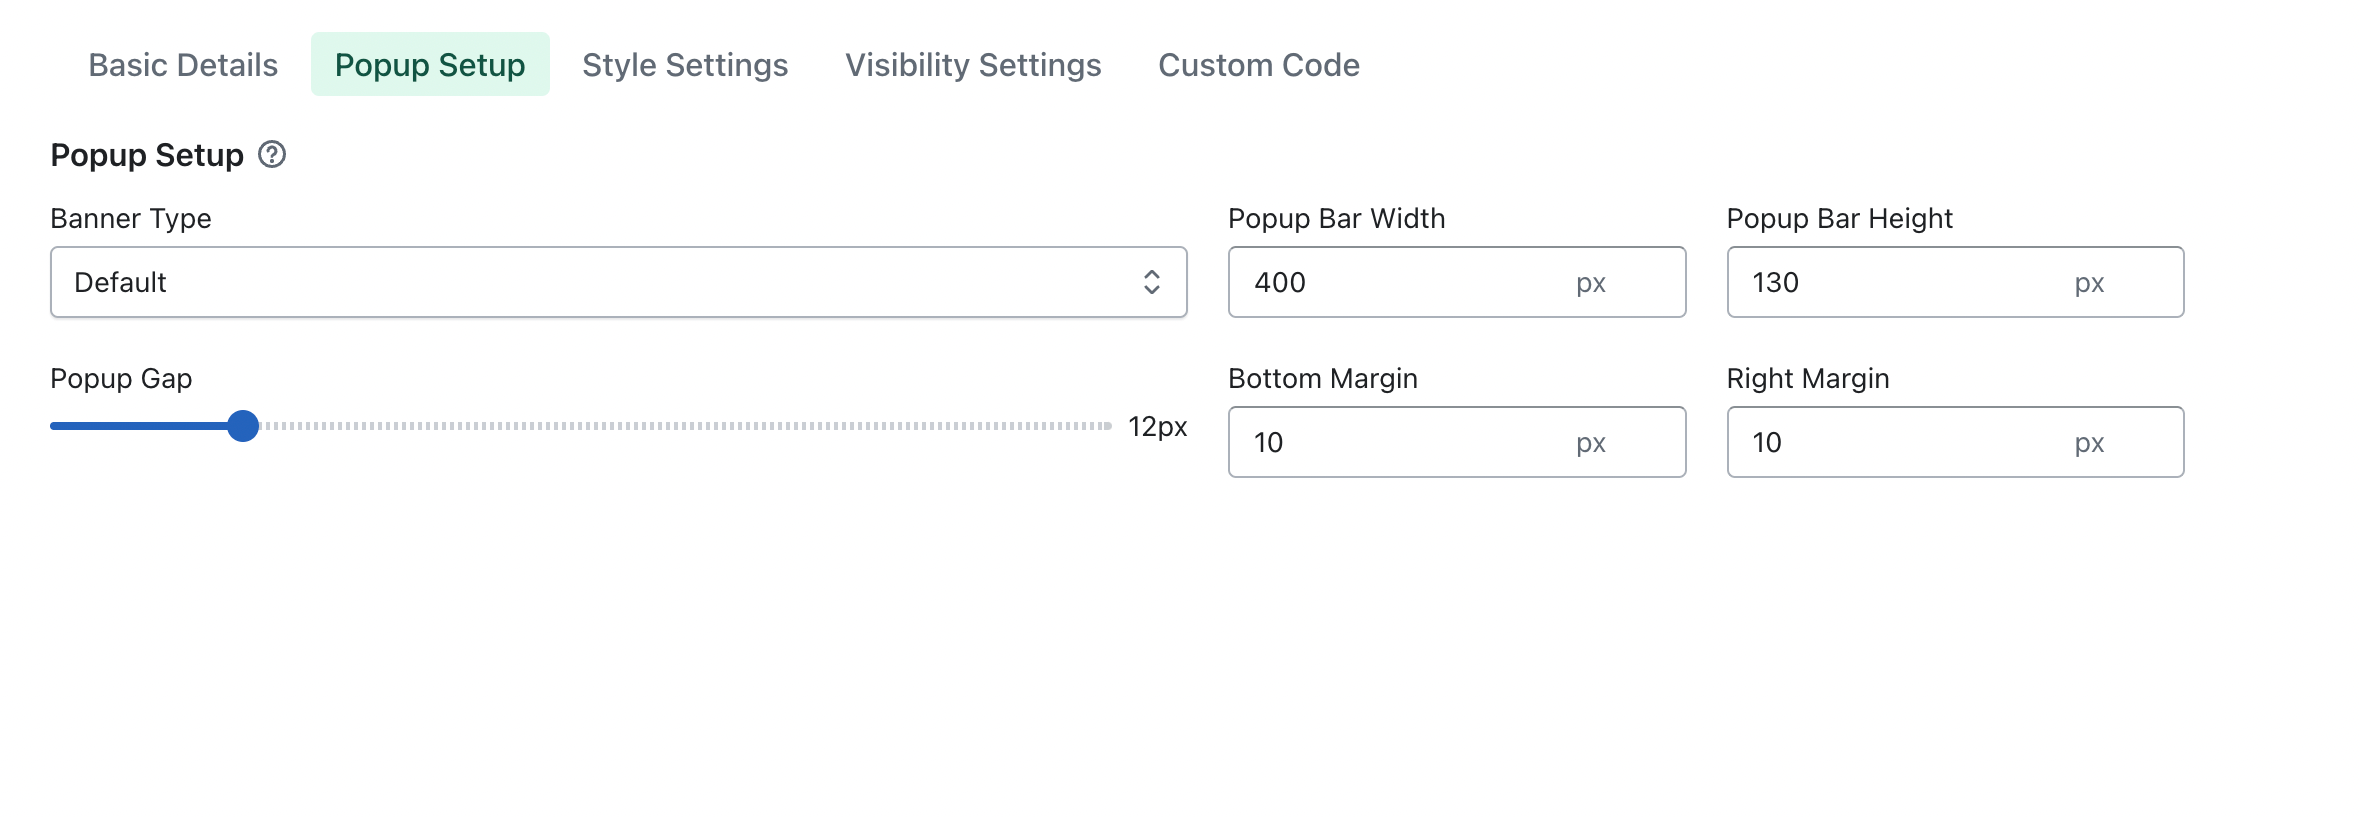 Basic Details Popup Setup Style Settings Visibility Settings Custom Code
Popup Setup
Banner Type Popup Bar Width Popup Bar Height
Default 400 px 130 px
Popup Gap Bottom Margin Right Margin
12px 10 px 10 px